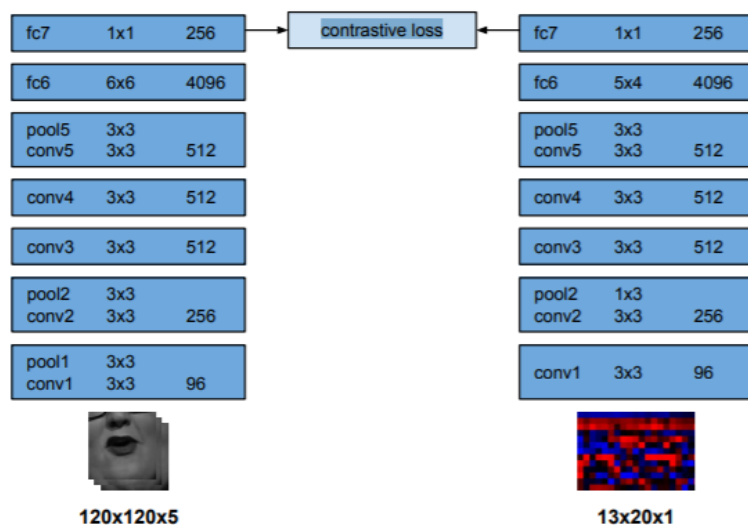 fc7 1x1 256
contrastive loss
fc7 1x1 256
fc6 6x6 4096
fc6 5x4 4096
pool5 3x3
conv5 3x3 512
pool5 3x3
conv5 3x3 512
conv4 3x3 512
conv4 3x3 512
conv3 3x3 512
conv3 3x3 512
pool2 3x3
conv2 3x3 256
pool2 1x3
conv2 3x3 256
pool1 3x3
conv1 3x3 96
conv1 3x3 96
120x120x5
13x20x1